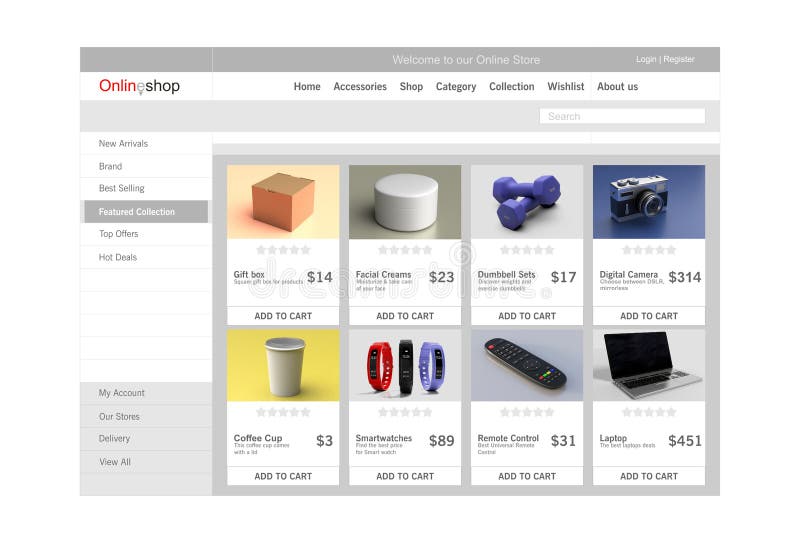 Welcome to our Online Store
Login | Register
Onlineshop
Home Accessories Shop Category Collection Wishlist About us
Search
New Arrivals
Brand
Best Selling
Featured Collection
Top Offers
Hot Deals
My Account
Our Stores
Delivery
View All
Gift box $14
Square gift box for products
ADD TO CART
Facial Creams $23
Moisturize & take care
of your face
ADD TO CART
Dumbbell Sets $17
Discover weights and
exercise dumbbells
ADD TO CART
Digital Camera $314
Choose between DSLR,
mirrorless
ADD TO CART
Coffee Cup $3
This coffee cup comes
with a lid
ADD TO CART
Smartwatches $89
Find the best price
for Smart watch
ADD TO CART
Remote Control $31
Best Universal Remote
Control
ADD TO CART
Laptop $451
The best laptops deals
ADD TO CART
dreamstime